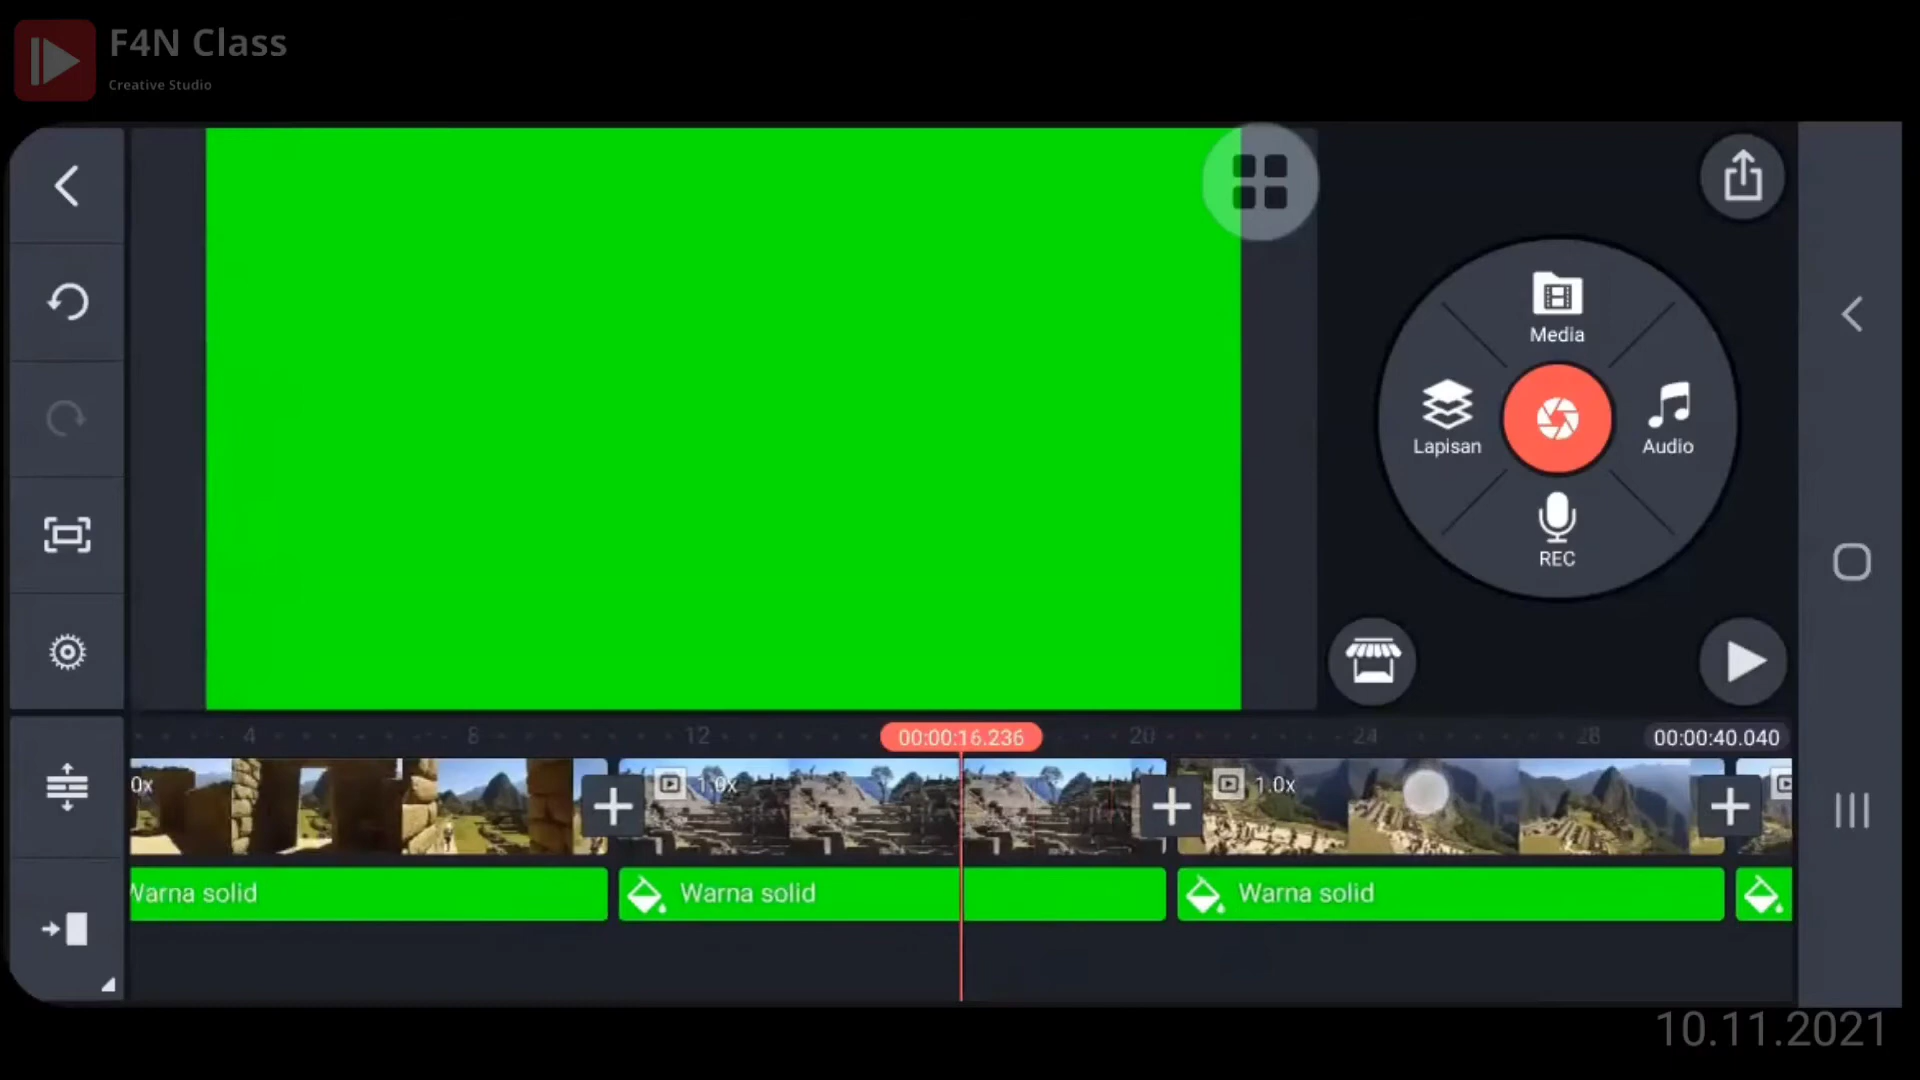 F4N Class
Creative Studio
Media
Lapisan
Audio
REC
4
8
12
00:00:16.236
20
24
28
00:00:40.040
0x
1.0x
1.0x
Warna solid
Warna solid
Warna solid
10.11.2021